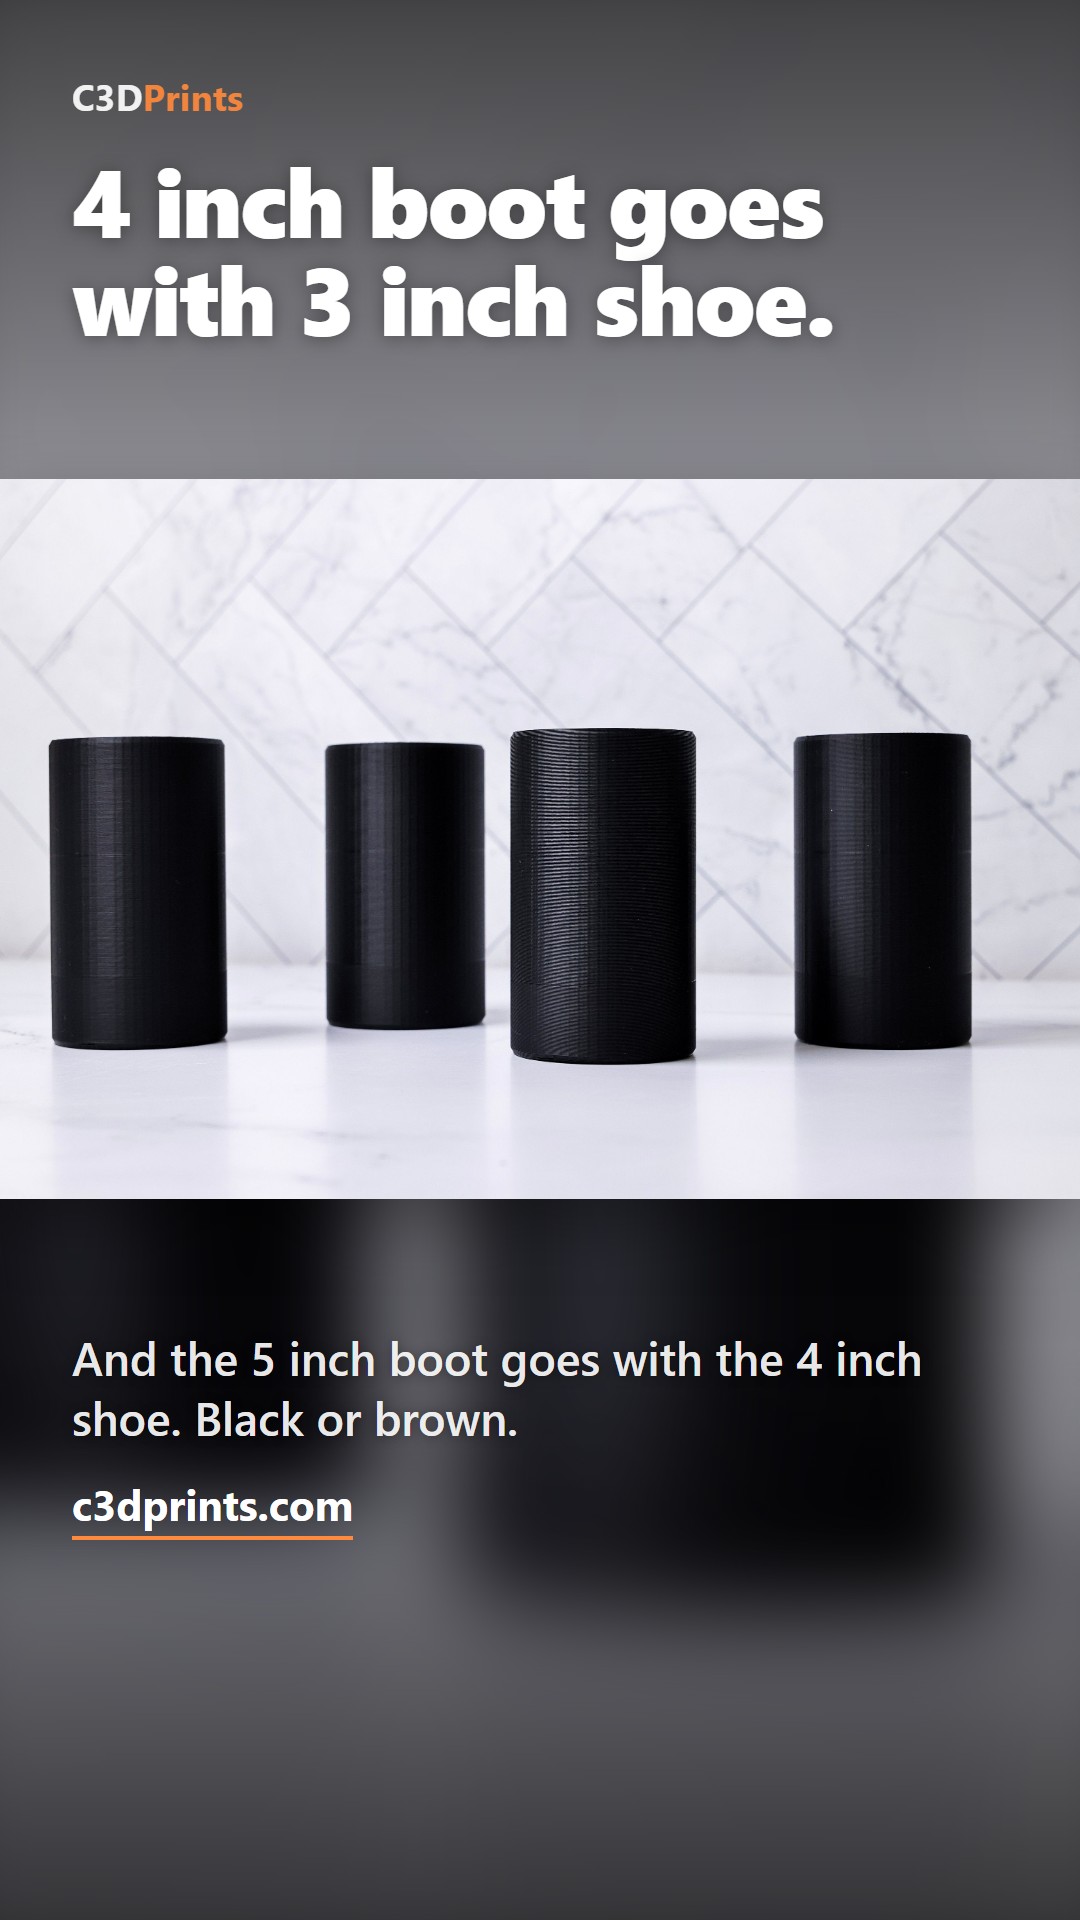 C3DPrints
4 inch boot goes
with 3 inch shoe.
And the 5 inch boot goes with the 4 inch
shoe. Black or brown.
c3dprints.com